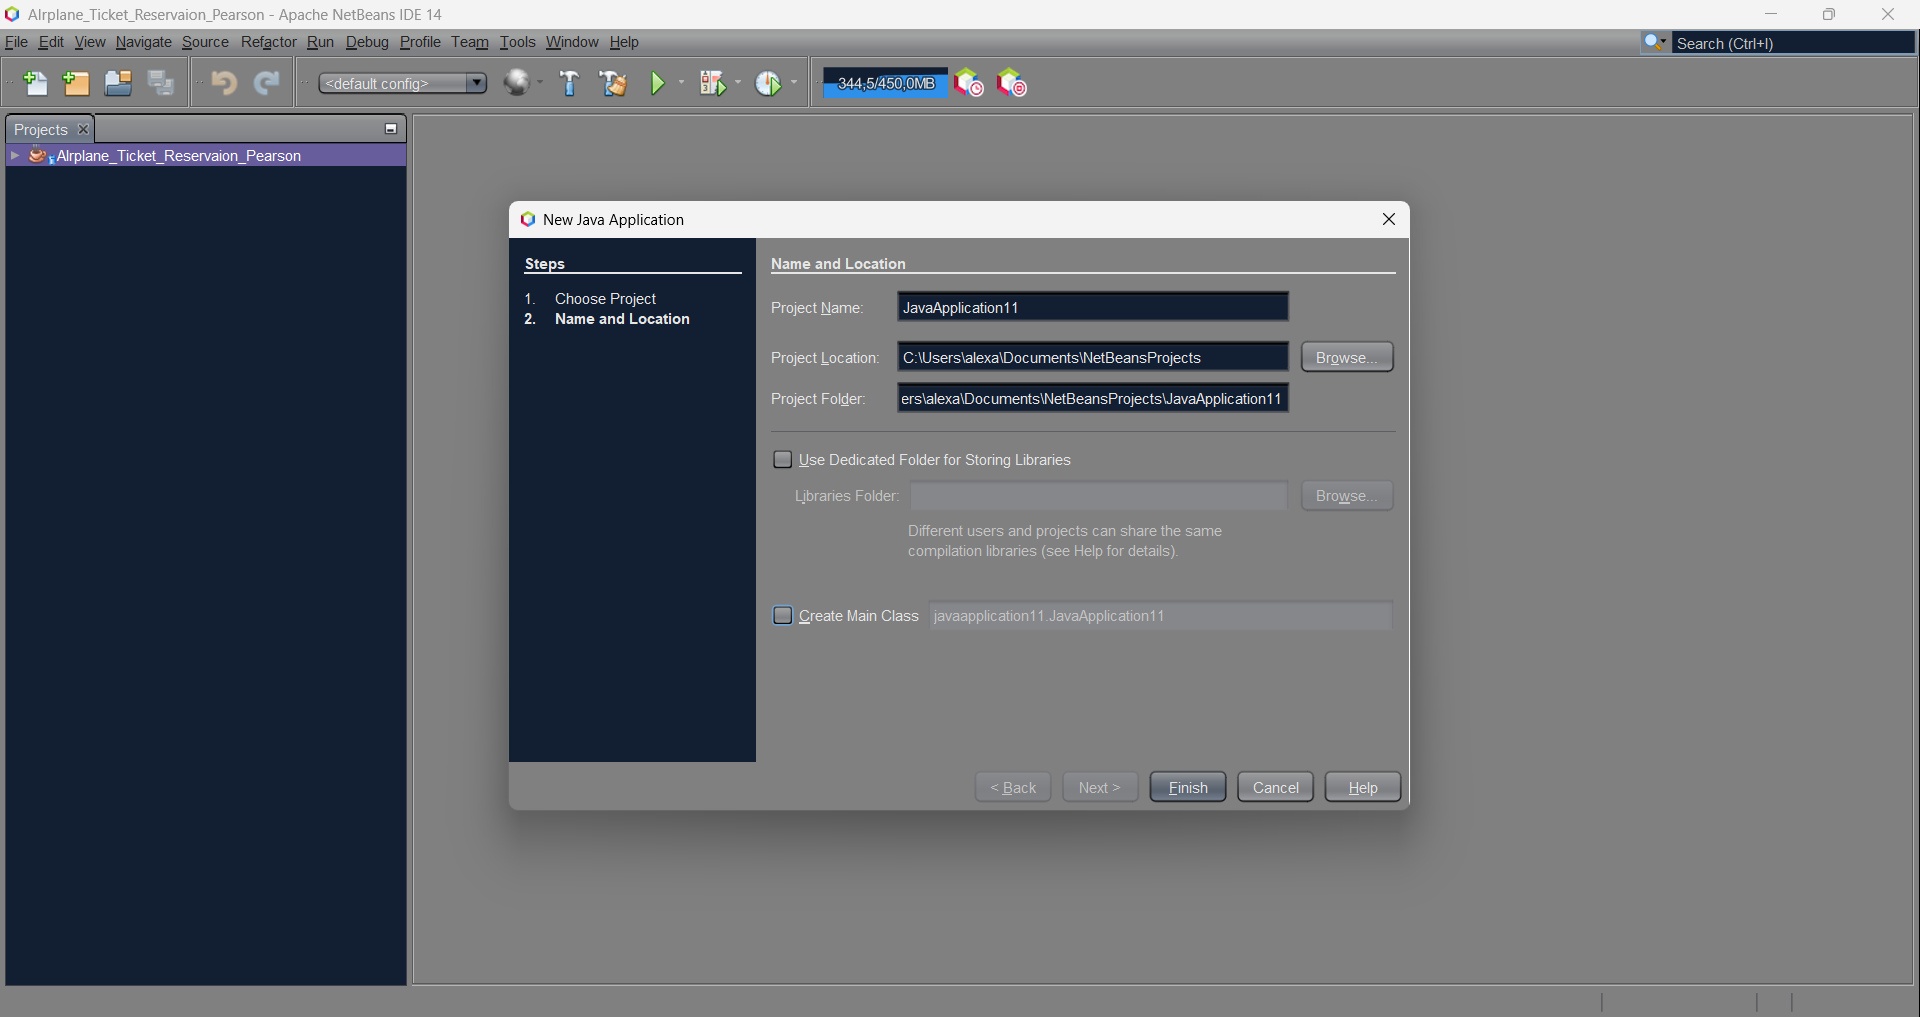 AIrplane_Ticket_Reservaion_Pearson - Apache NetBeans IDE 14
File Edit View Navigate Source Refactor Run Debug Profile Team Tools Window Help
Search (Ctrl+I)
<default config>
344,5/450,0MB
Projects
AIrplane_Ticket_Reservaion_Pearson
New Java Application
Steps
1. Choose Project
2. Name and Location
Name and Location
Project Name: JavaApplication11
Project Location: C:\Users\alexa\Documents\NetBeansProjects Browse...
Project Folder: ers\alexa\Documents\NetBeansProjects\JavaApplication11
Use Dedicated Folder for Storing Libraries
Libraries Folder: Browse...
Different users and projects can share the same
compilation libraries (see Help for details).
Create Main Class javaapplication11.JavaApplication11
< Back Next > Finish Cancel Help